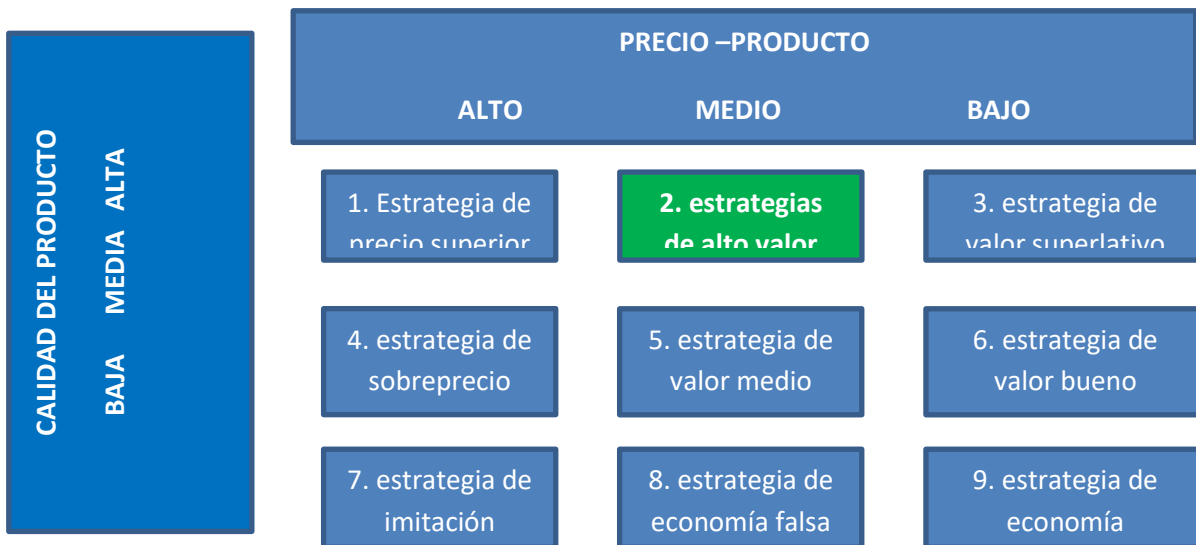 PRECIO –PRODUCTO
ALTO MEDIO BAJO
CALIDAD DEL PRODUCTO
BAJA MEDIA ALTA
1. Estrategia de
precio superior
2. estrategias
de alto valor
3. estrategia de
valor superlativo
4. estrategia de
sobreprecio
5. estrategia de
valor medio
6. estrategia de
valor bueno
7. estrategia de
imitación
8. estrategia de
economía falsa
9. estrategia de
economía